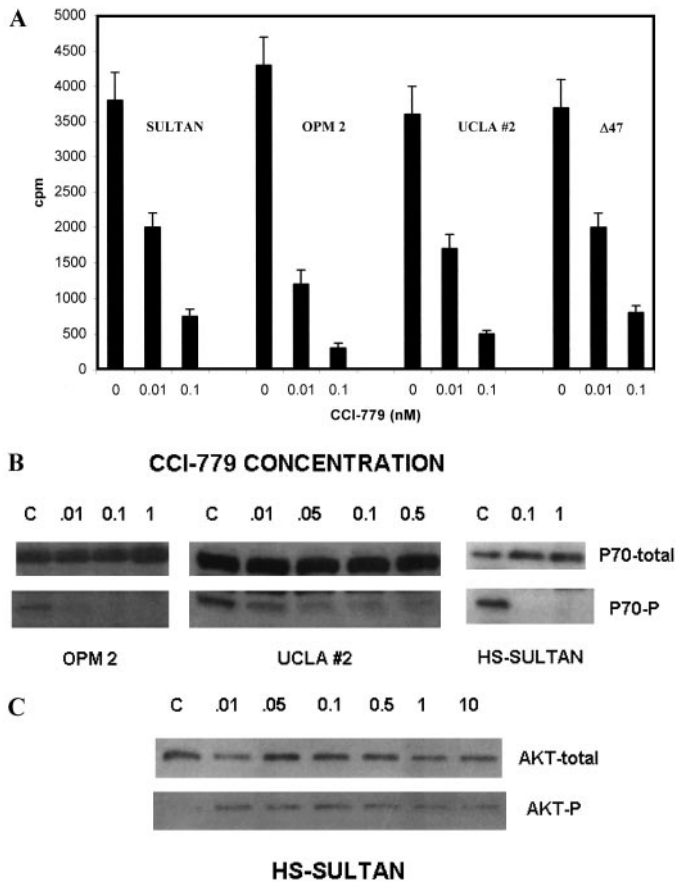 A
5000
4500
4000
3500
3000
2500
2000
1500
1000
500
0
cpm
SULTAN OPM 2 UCLA #2 Δ47
0 0.01 0.1 0 0.01 0.1 0 0.01 0.1 0 0.01 0.1
CCI-779 (nM)
B CCI-779 CONCENTRATION
C .01 0.1 1 C .01 .05 0.1 0.5 C 0.1 1
P70-total
P70-P
OPM 2 UCLA #2 HS-SULTAN
C
C .01 .05 0.1 0.5 1 10
AKT-total
AKT-P
HS-SULTAN